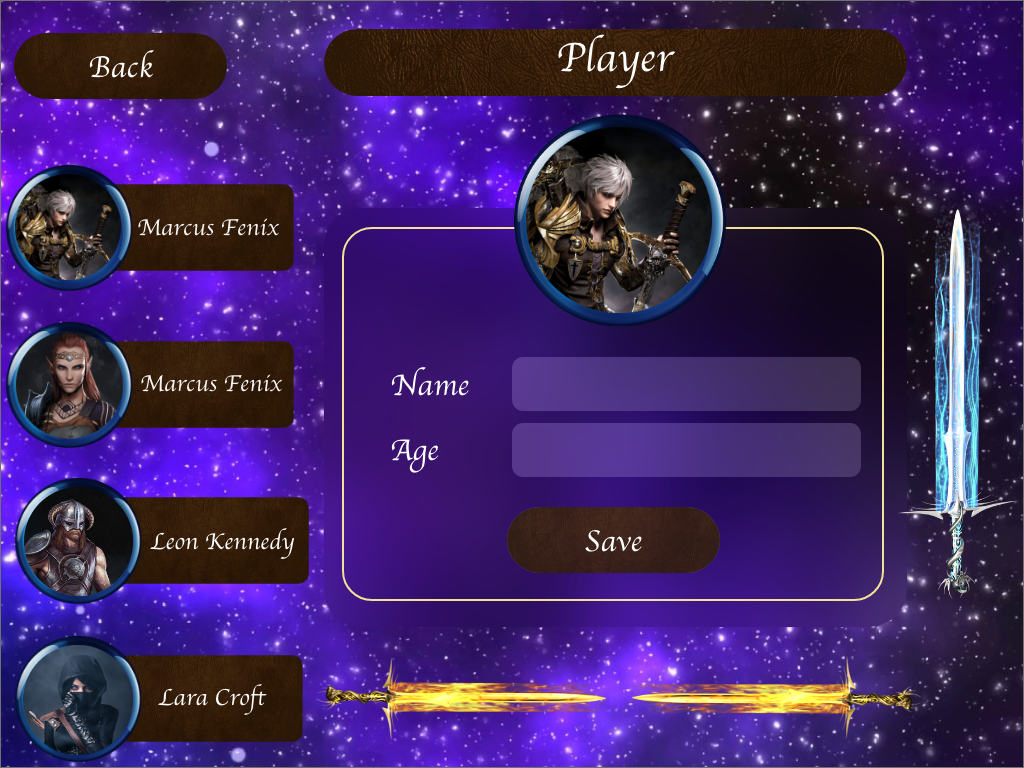 Back
Player
Marcus Fenix
Marcus Fenix
Leon Kennedy
Lara Croft
Name
Age
Save